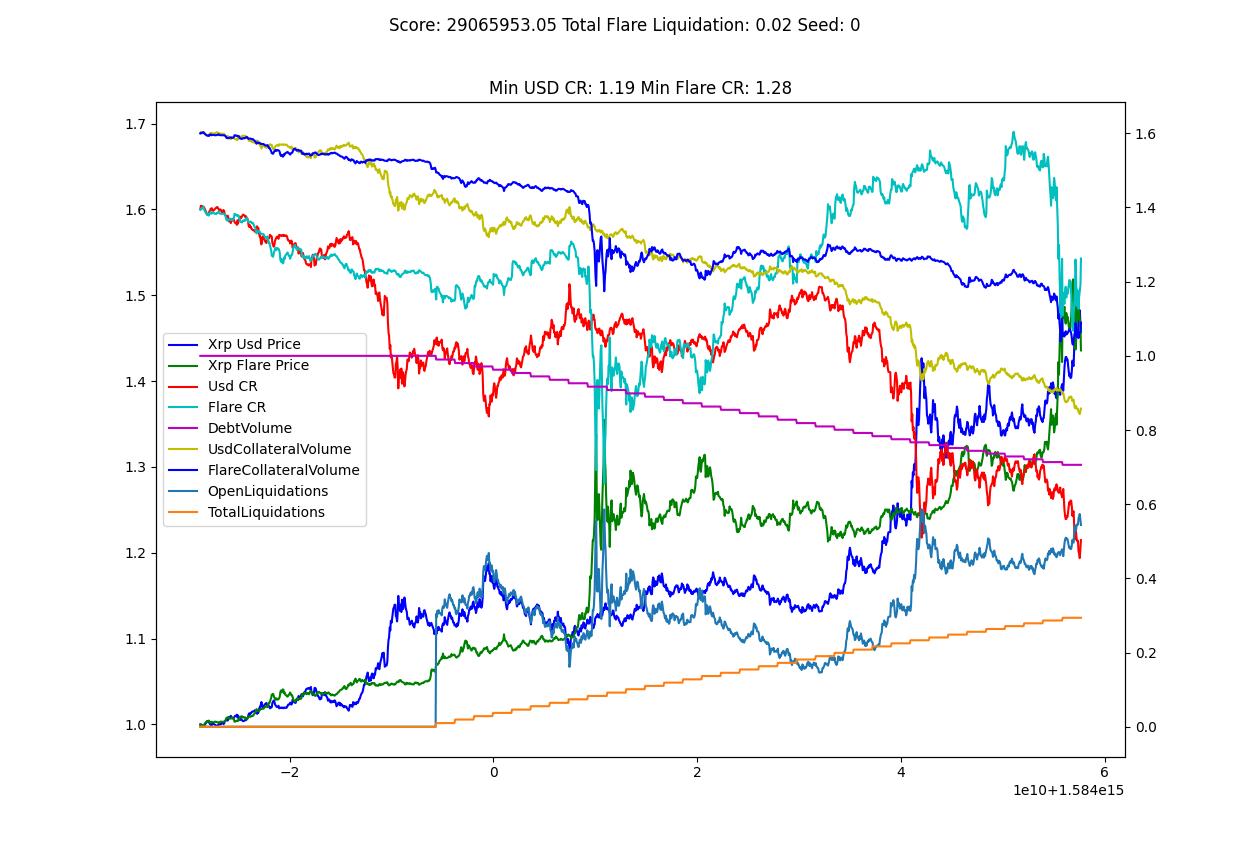 Score: 29065953.05 Total Flare Liquidation: 0.02 Seed: 0
Min USD CR: 1.19 Min Flare CR: 1.28
1.7
1.6
1.5
1.4
1.3
1.2
1.1
1.0
1.6
1.4
1.2
1.0
0.8
0.6
0.4
0.2
0.0
Xrp Usd Price
Xrp Flare Price
Usd CR
Flare CR
DebtVolume
UsdCollateralVolume
FlareCollateralVolume
OpenLiquidations
TotalLiquidations
−2 0 2 4 6
1e10+1.584e15